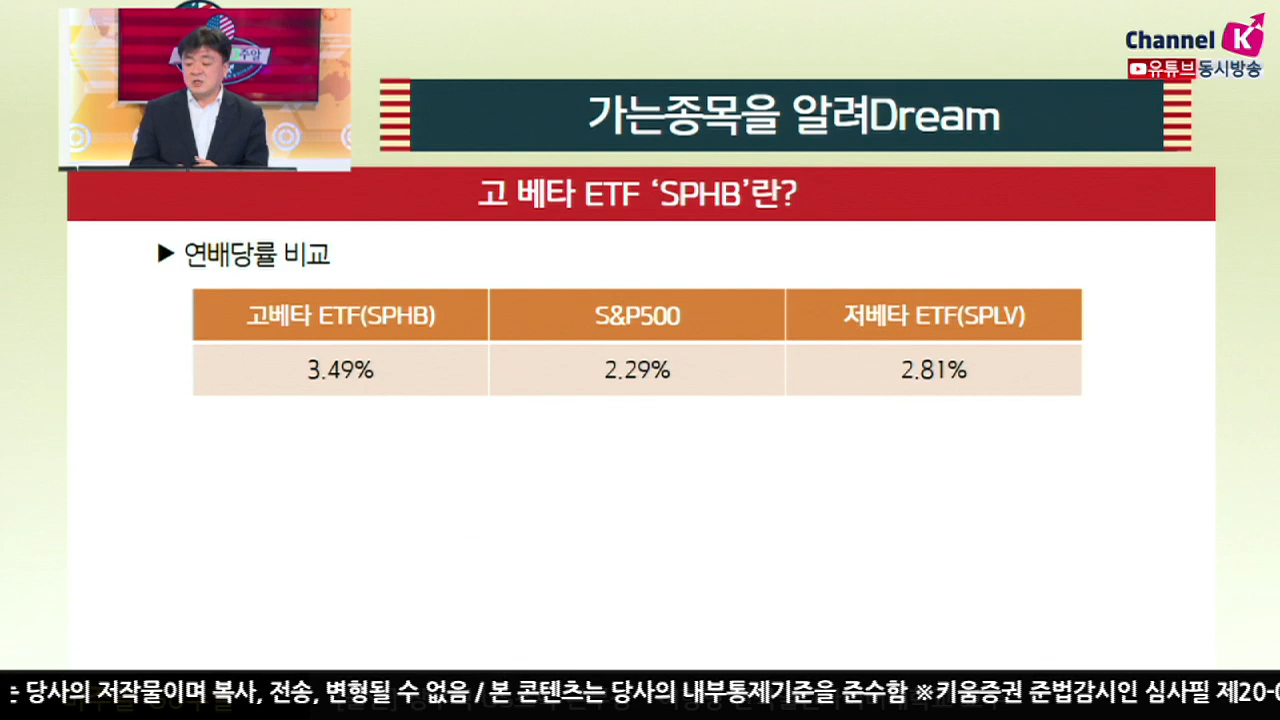 주망
Channel K
유튜브동시방송
가는종목을 알려Dream
고 베타 ETF ‘SPHB’란?
▶ 연배당률 비교
고베타 ETF(SPHB) S&P500 저베타 ETF(SPLV)
3.49% 2.29% 2.81%
당사의 저작물이며 복사, 전송, 변형될 수 없음 / 본 콘텐츠는 당사의 내부통제기준을 준수함 ※키움증권 준법감시인 심사필 제20-